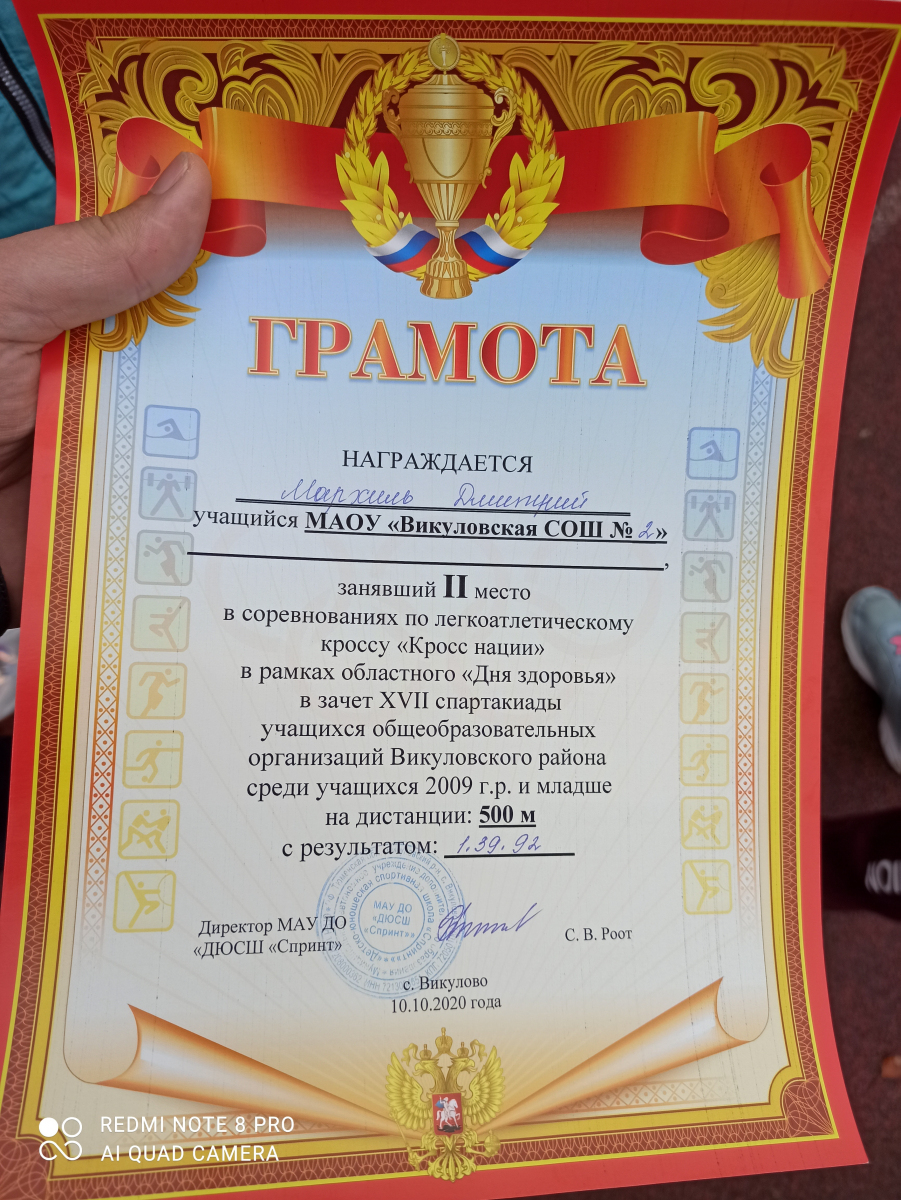 ГРАМОТА
НАГРАЖДАЕТСЯ
Мархиль Дмитрий
учащийся МАОУ «Викуловская СОШ № 2»
,
занявший II место
в соревнованиях по легкоатлетическому
кроссу «Кросс нации»
в рамках областного «Дня здоровья»
в зачет XVII спартакиады
учащихся общеобразовательных
организаций Викуловского района
среди учащихся 2009 г.р. и младше
на дистанции: 500 м
с результатом: 1.39.92
Директор МАУ ДО
«ДЮСШ «Спринт»
С. В. Роот
МАУ ДО
«ДЮСШ
«Спринт»»
с. Викулово
10.10.2020 года
REDMI NOTE 8 PRO
AI QUAD CAMERA